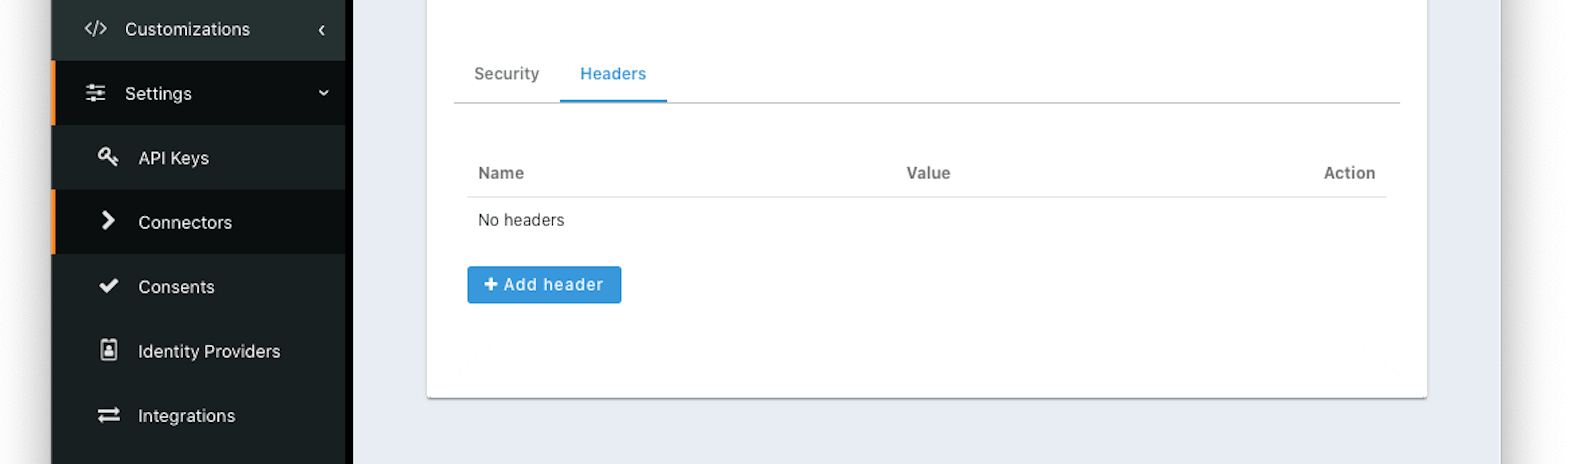 Customizations
Settings
API Keys
Connectors
Consents
Identity Providers
Integrations
Security Headers
Name Value Action
No headers
Add header